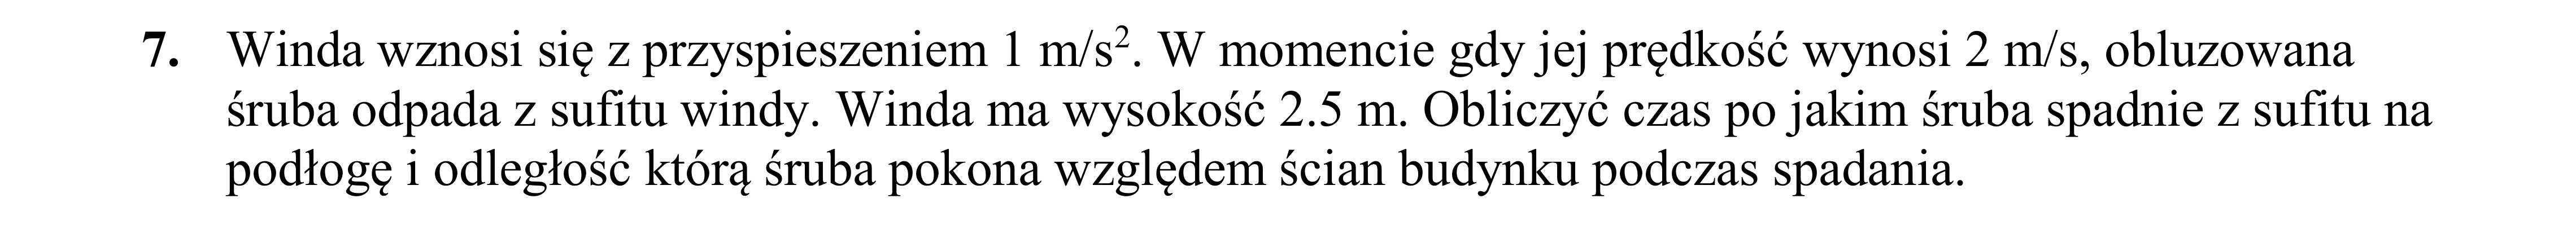 7. Winda wznosi się z przyspieszeniem 1 m/s². W momencie gdy jej prędkość wynosi 2 m/s, obluzowana
śruba odpada z sufitu windy. Winda ma wysokość 2.5 m. Obliczyć czas po jakim śruba spadnie z sufitu na
podłogę i odległość którą śruba pokona względem ścian budynku podczas spadania.